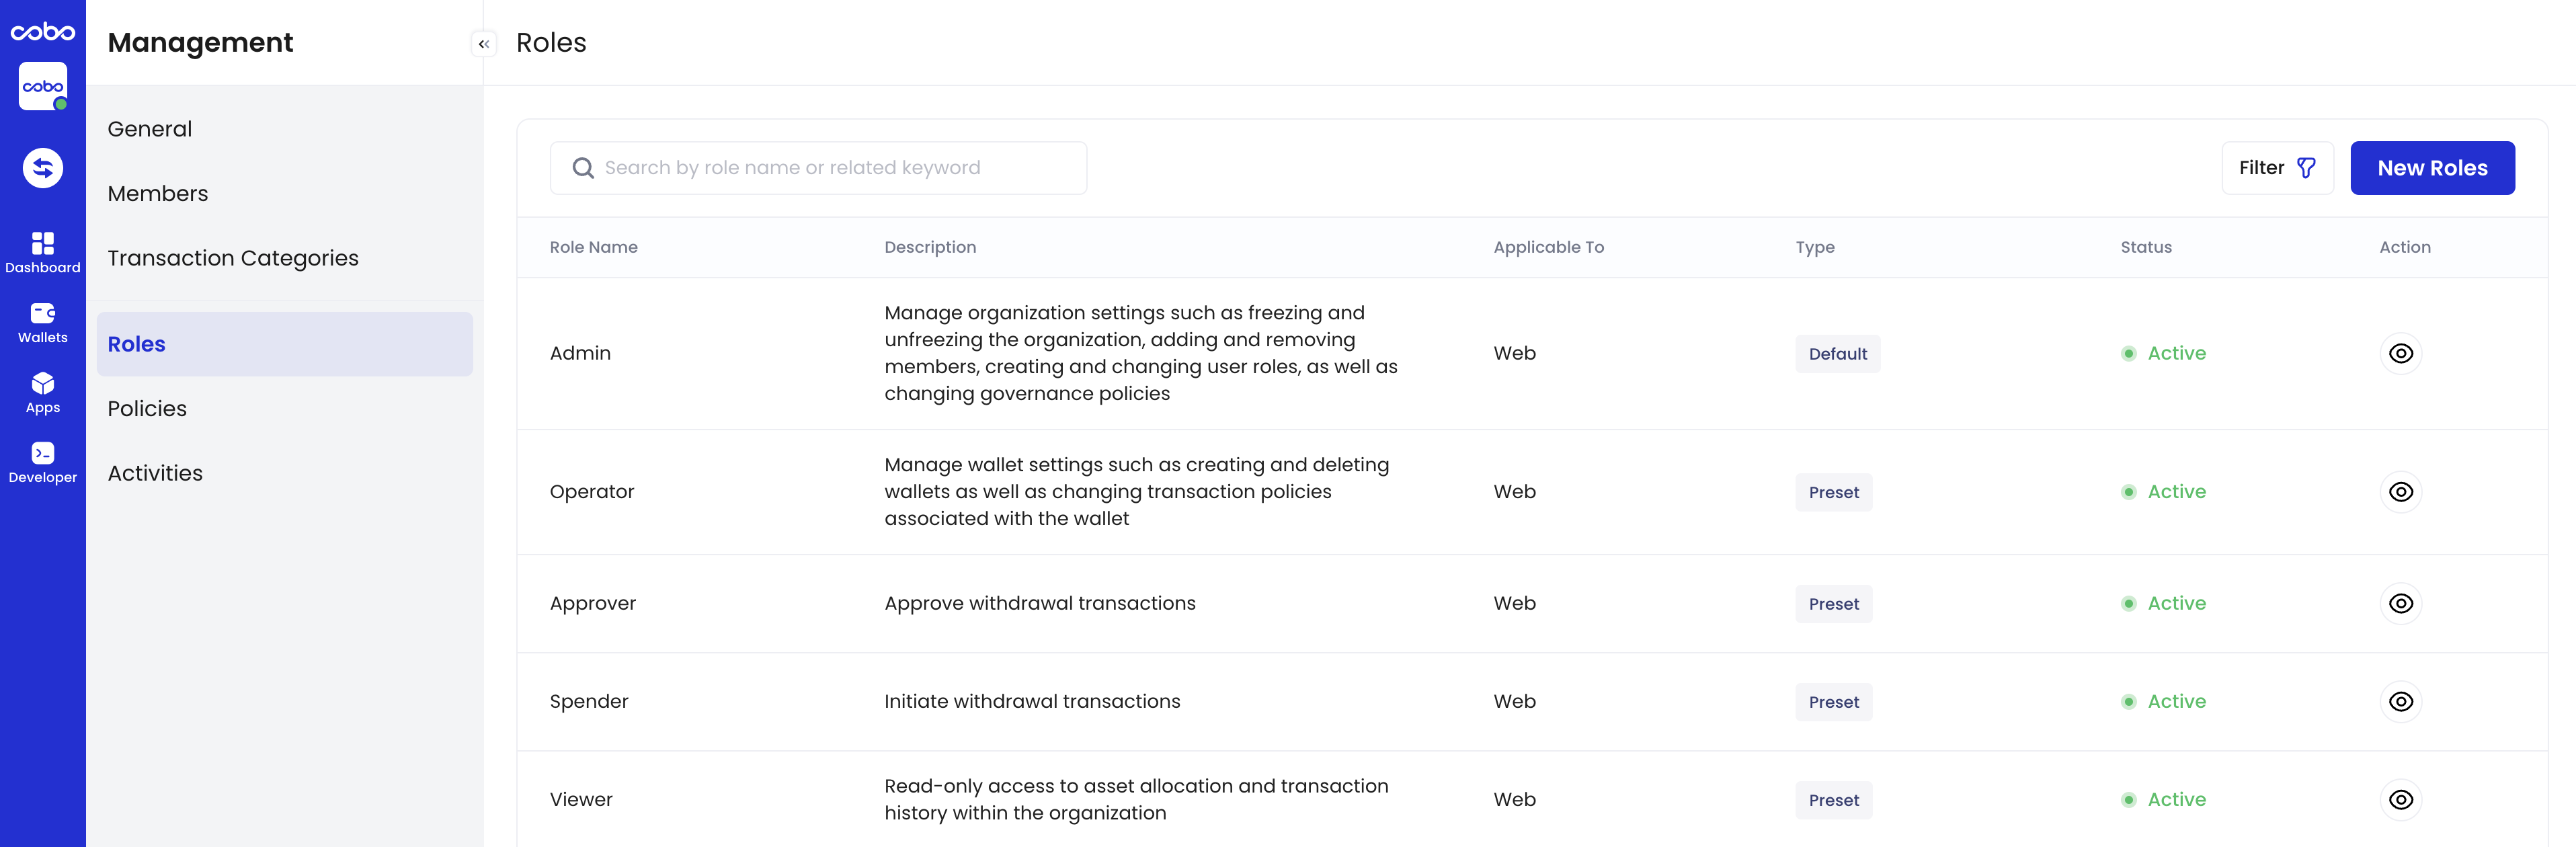 cobo
cobo
Dashboard
Wallets
Apps
Developer
Management
General
Members
Transaction Categories
Roles
Policies
Activities
Roles
Search by role name or related keyword
Filter
New Roles
Role Name Description Applicable To Type Status Action
Admin
Manage organization settings such as freezing and
unfreezing the organization, adding and removing
members, creating and changing user roles, as well as
changing governance policies
Web
Default
Active
Operator
Manage wallet settings such as creating and deleting
wallets as well as changing transaction policies
associated with the wallet
Web
Preset
Active
Approver
Approve withdrawal transactions
Web
Preset
Active
Spender
Initiate withdrawal transactions
Web
Preset
Active
Viewer
Read-only access to asset allocation and transaction
history within the organization
Web
Preset
Active